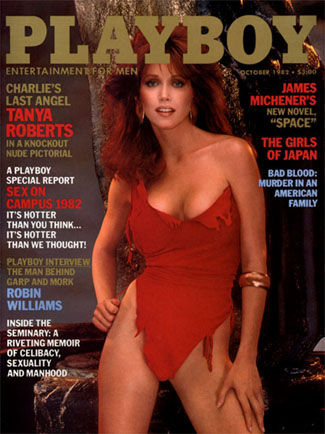 PLAYBOY
ENTERTAINMENT FOR MEN
OCTOBER 1982 • $3.00
CHARLIE'S
LAST ANGEL
TANYA
ROBERTS
IN A KNOCKOUT
NUDE PICTORIAL
A PLAYBOY
SPECIAL REPORT
SEX ON
CAMPUS 1982
IT'S HOTTER
THAN YOU THINK...
IT'S HOTTER
THAN WE THOUGHT!
PLAYBOY INTERVIEW
THE MAN BEHIND
GARP AND MORK
ROBIN
WILLIAMS
INSIDE THE
SEMINARY: A
RIVETING MEMOIR
OF CELIBACY,
SEXUALITY
AND MANHOOD
JAMES
MICHENER'S
NEW NOVEL,
"SPACE"
THE GIRLS
OF JAPAN
BAD BLOOD:
MURDER IN AN
AMERICAN
FAMILY